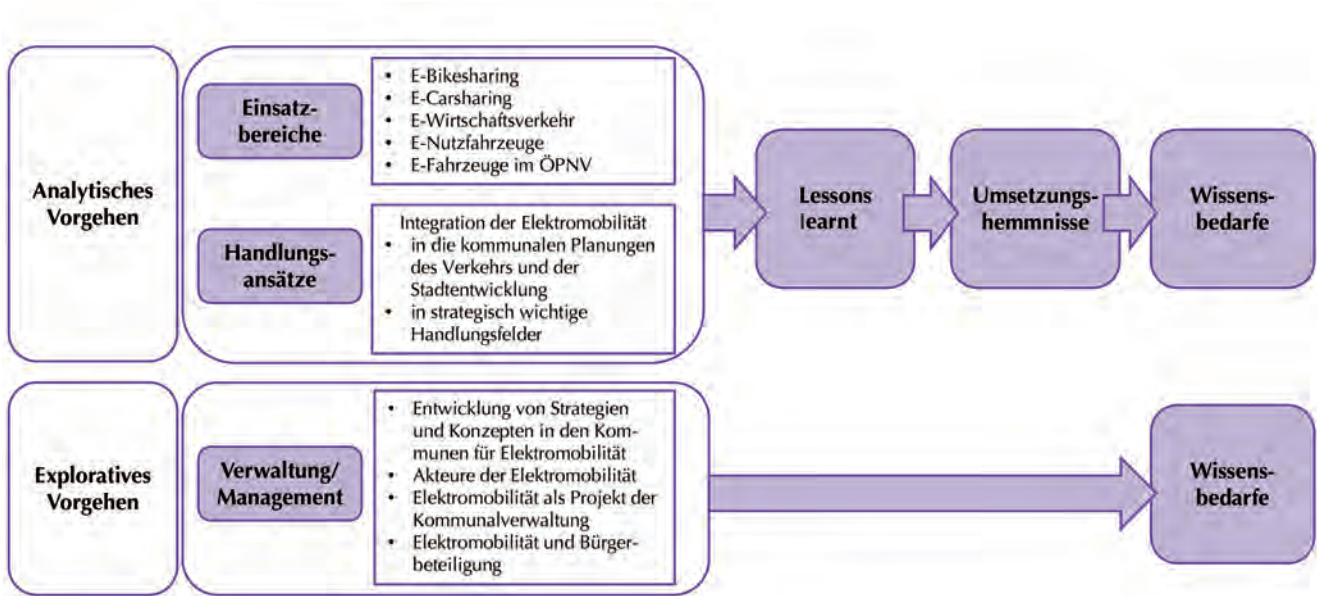 Analytisches
Vorgehen
Einsatz-
bereiche
• E-Bikesharing
• E-Carsharing
• E-Wirtschaftsverkehr
• E-Nutzfahrzeuge
• E-Fahrzeuge im ÖPNV
Handlungs-
ansätze
Integration der Elektromobilität
• in die kommunalen Planungen
des Verkehrs und der
Stadtentwicklung
• in strategisch wichtige
Handlungsfelder
Lessons
learnt
Umsetzungs-
hemmnisse
Wissens-
bedarfe
Exploratives
Vorgehen
Verwaltung/
Management
• Entwicklung von Strategien
und Konzepten in den Kom-
munen für Elektromobilität
• Akteure der Elektromobilität
• Elektromobilität als Projekt der
Kommunalverwaltung
• Elektromobilität und Bürger-
beteiligung
Wissens-
bedarfe